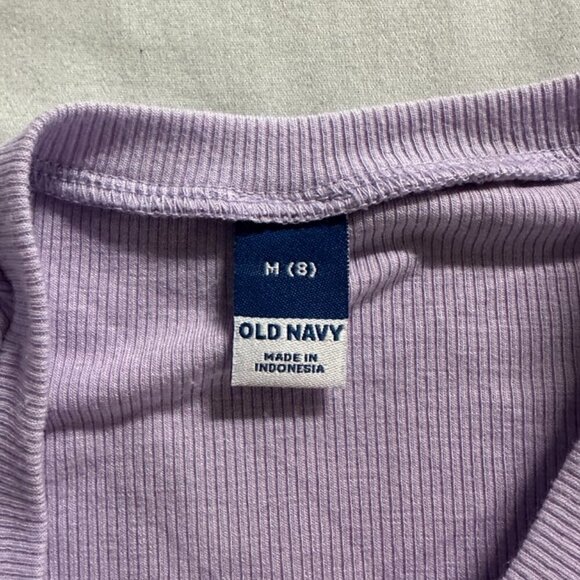 M (8)
OLD NAVY
MADE IN
INDONESIA